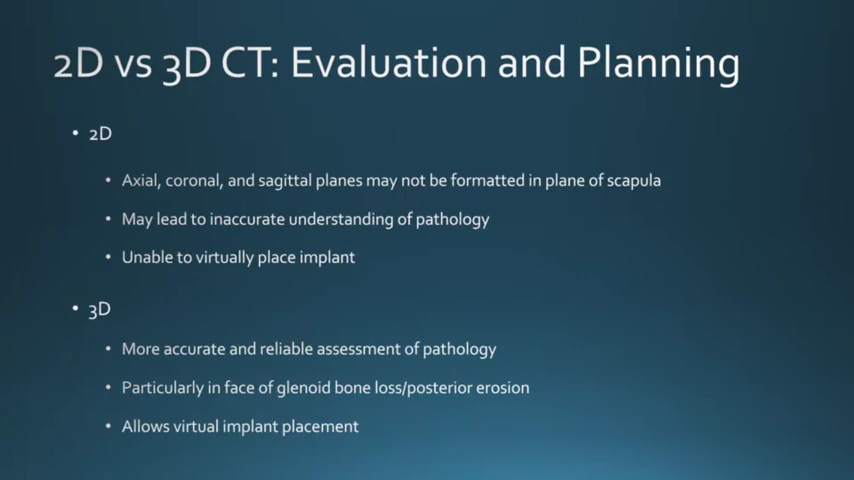 2D vs 3D CT: Evaluation and Planning
• 2D
• Axial, coronal, and sagittal planes may not be formatted in plane of scapula
• May lead to inaccurate understanding of pathology
• Unable to virtually place implant
• 3D
• More accurate and reliable assessment of pathology
• Particularly in face of glenoid bone loss/posterior erosion
• Allows virtual implant placement